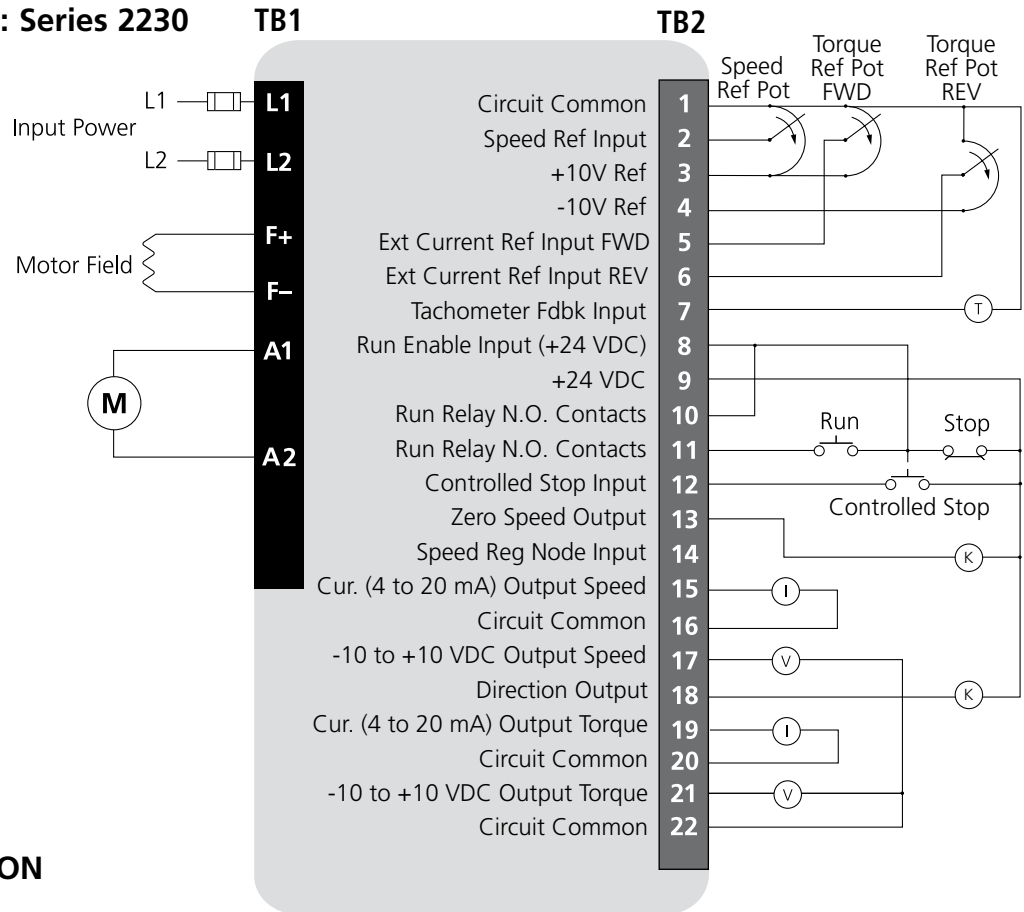 : Series 2230
TB1
TB2
Speed
Ref Pot
Torque
Ref Pot
FWD
Torque
Ref Pot
REV
L1
L1
Input Power
L2
L2
F+
Motor Field
F–
A1
M
A2
Circuit Common 1
Speed Ref Input 2
+10V Ref 3
-10V Ref 4
Ext Current Ref Input FWD 5
Ext Current Ref Input REV 6
Tachometer Fdbk Input 7
T
Run Enable Input (+24 VDC) 8
+24 VDC 9
Run Relay N.O. Contacts 10
Run
Stop
Run Relay N.O. Contacts 11
Controlled Stop Input 12
Controlled Stop
Zero Speed Output 13
K
Speed Reg Node Input 14
Cur. (4 to 20 mA) Output Speed 15
I
Circuit Common 16
-10 to +10 VDC Output Speed 17
V
Direction Output 18
K
Cur. (4 to 20 mA) Output Torque 19
I
Circuit Common 20
-10 to +10 VDC Output Torque 21
V
Circuit Common 22
ON